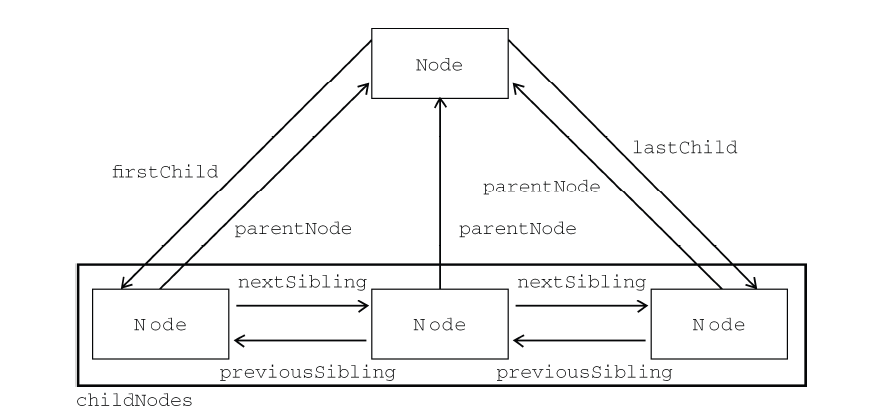 Node
lastChild
firstChild
parentNode
parentNode
parentNode
nextSibling
nextSibling
Node
Node
Node
previousSibling
previousSibling
childNodes